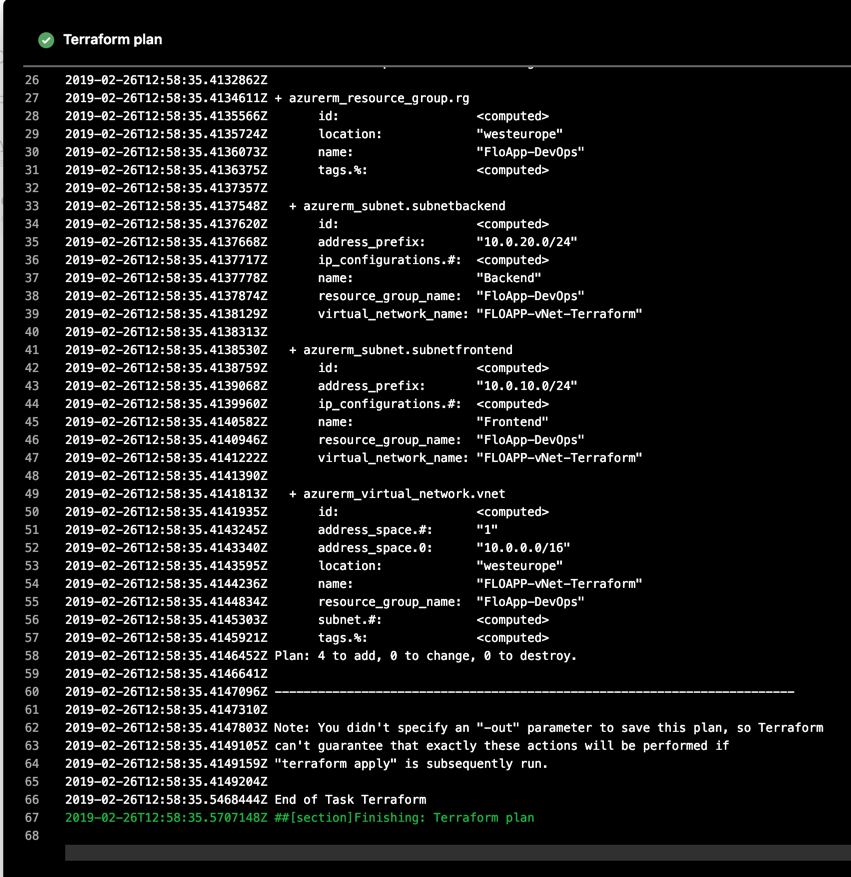 Terraform plan
26 2019-02-26T12:58:35.4132862Z
27 2019-02-26T12:58:35.4134611Z + azurerm_resource_group.rg
28 2019-02-26T12:58:35.4135566Z       id:                   <computed>
29 2019-02-26T12:58:35.4135724Z       location:             "westeurope"
30 2019-02-26T12:58:35.4136073Z       name:                 "FloApp-DevOps"
31 2019-02-26T12:58:35.4136375Z       tags.%:               <computed>
32 2019-02-26T12:58:35.4137357Z
33 2019-02-26T12:58:35.4137548Z   + azurerm_subnet.subnetbackend
34 2019-02-26T12:58:35.4137620Z       id:                   <computed>
35 2019-02-26T12:58:35.4137668Z       address_prefix:       "10.0.20.0/24"
36 2019-02-26T12:58:35.4137717Z       ip_configurations.#:  <computed>
37 2019-02-26T12:58:35.4137778Z       name:                 "Backend"
38 2019-02-26T12:58:35.4137874Z       resource_group_name:  "FloApp-DevOps"
39 2019-02-26T12:58:35.4138129Z       virtual_network_name: "FLOAPP-vNet-Terraform"
40 2019-02-26T12:58:35.4138313Z
41 2019-02-26T12:58:35.4138530Z   + azurerm_subnet.subnetfrontend
42 2019-02-26T12:58:35.4138759Z       id:                   <computed>
43 2019-02-26T12:58:35.4139068Z       address_prefix:       "10.0.10.0/24"
44 2019-02-26T12:58:35.4139960Z       ip_configurations.#:  <computed>
45 2019-02-26T12:58:35.4140582Z       name:                 "Frontend"
46 2019-02-26T12:58:35.4140946Z       resource_group_name:  "FloApp-DevOps"
47 2019-02-26T12:58:35.4141222Z       virtual_network_name: "FLOAPP-vNet-Terraform"
48 2019-02-26T12:58:35.4141390Z
49 2019-02-26T12:58:35.4141813Z   + azurerm_virtual_network.vnet
50 2019-02-26T12:58:35.4141935Z       id:                   <computed>
51 2019-02-26T12:58:35.4143245Z       address_space.#:      "1"
52 2019-02-26T12:58:35.4143340Z       address_space.0:      "10.0.0.0/16"
53 2019-02-26T12:58:35.4143595Z       location:             "westeurope"
54 2019-02-26T12:58:35.4144236Z       name:                 "FLOAPP-vNet-Terraform"
55 2019-02-26T12:58:35.4144834Z       resource_group_name:  "FloApp-DevOps"
56 2019-02-26T12:58:35.4145303Z       subnet.#:             <computed>
57 2019-02-26T12:58:35.4145921Z       tags.%:               <computed>
58 2019-02-26T12:58:35.4146452Z Plan: 4 to add, 0 to change, 0 to destroy.
59 2019-02-26T12:58:35.4146641Z
60 2019-02-26T12:58:35.4147096Z ------------------------------------------------------------------------
61 2019-02-26T12:58:35.4147310Z
62 2019-02-26T12:58:35.4147803Z Note: You didn't specify an "-out" parameter to save this plan, so Terraform
63 2019-02-26T12:58:35.4149105Z can't guarantee that exactly these actions will be performed if
64 2019-02-26T12:58:35.4149159Z "terraform apply" is subsequently run.
65 2019-02-26T12:58:35.4149204Z
66 2019-02-26T12:58:35.5468444Z End of Task Terraform
67 2019-02-26T12:58:35.5707148Z ##[section]Finishing: Terraform plan
68